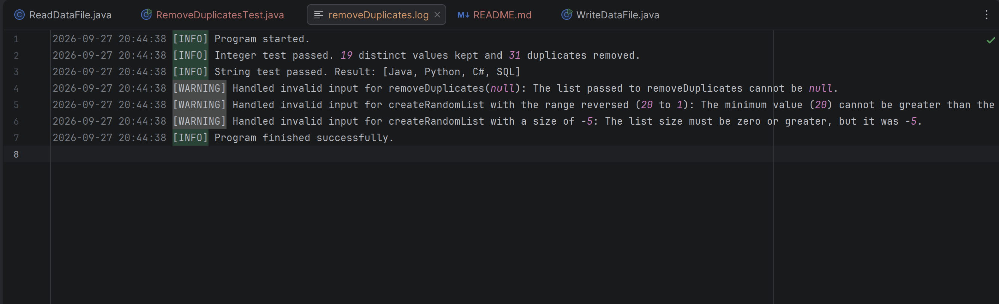 ReadDataFile.java RemoveDuplicatesTest.java removeDuplicates.log README.md WriteDataFile.java
1 2026-09-27 20:44:38 [INFO] Program started.
2 2026-09-27 20:44:38 [INFO] Integer test passed. 19 distinct values kept and 31 duplicates removed.
3 2026-09-27 20:44:38 [INFO] String test passed. Result: [Java, Python, C#, SQL]
4 2026-09-27 20:44:38 [WARNING] Handled invalid input for removeDuplicates(null): The list passed to removeDuplicates cannot be null.
5 2026-09-27 20:44:38 [WARNING] Handled invalid input for createRandomList with the range reversed (20 to 1): The minimum value (20) cannot be greater than the
6 2026-09-27 20:44:38 [WARNING] Handled invalid input for createRandomList with a size of -5: The list size must be zero or greater, but it was -5.
7 2026-09-27 20:44:38 [INFO] Program finished successfully.
8